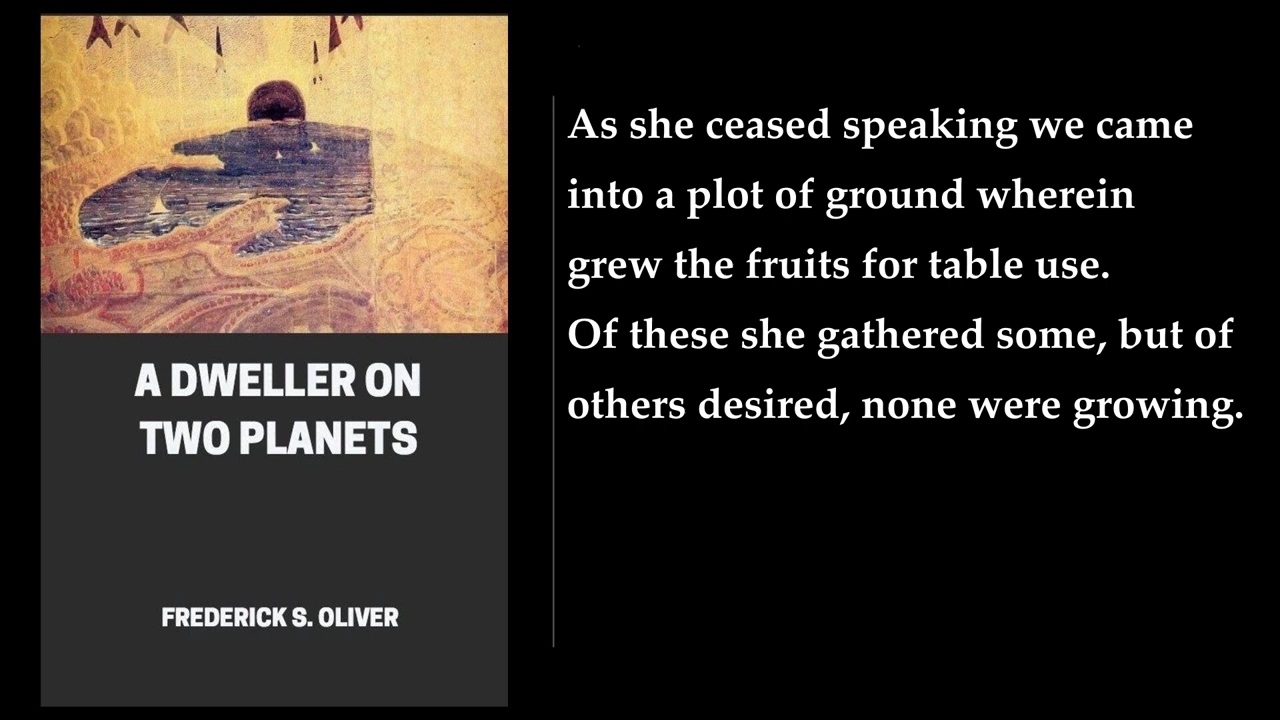 A DWELLER ON
TWO PLANETS
FREDERICK S. OLIVER
As she ceased speaking we came
into a plot of ground wherein
grew the fruits for table use.
Of these she gathered some, but of
others desired, none were growing.